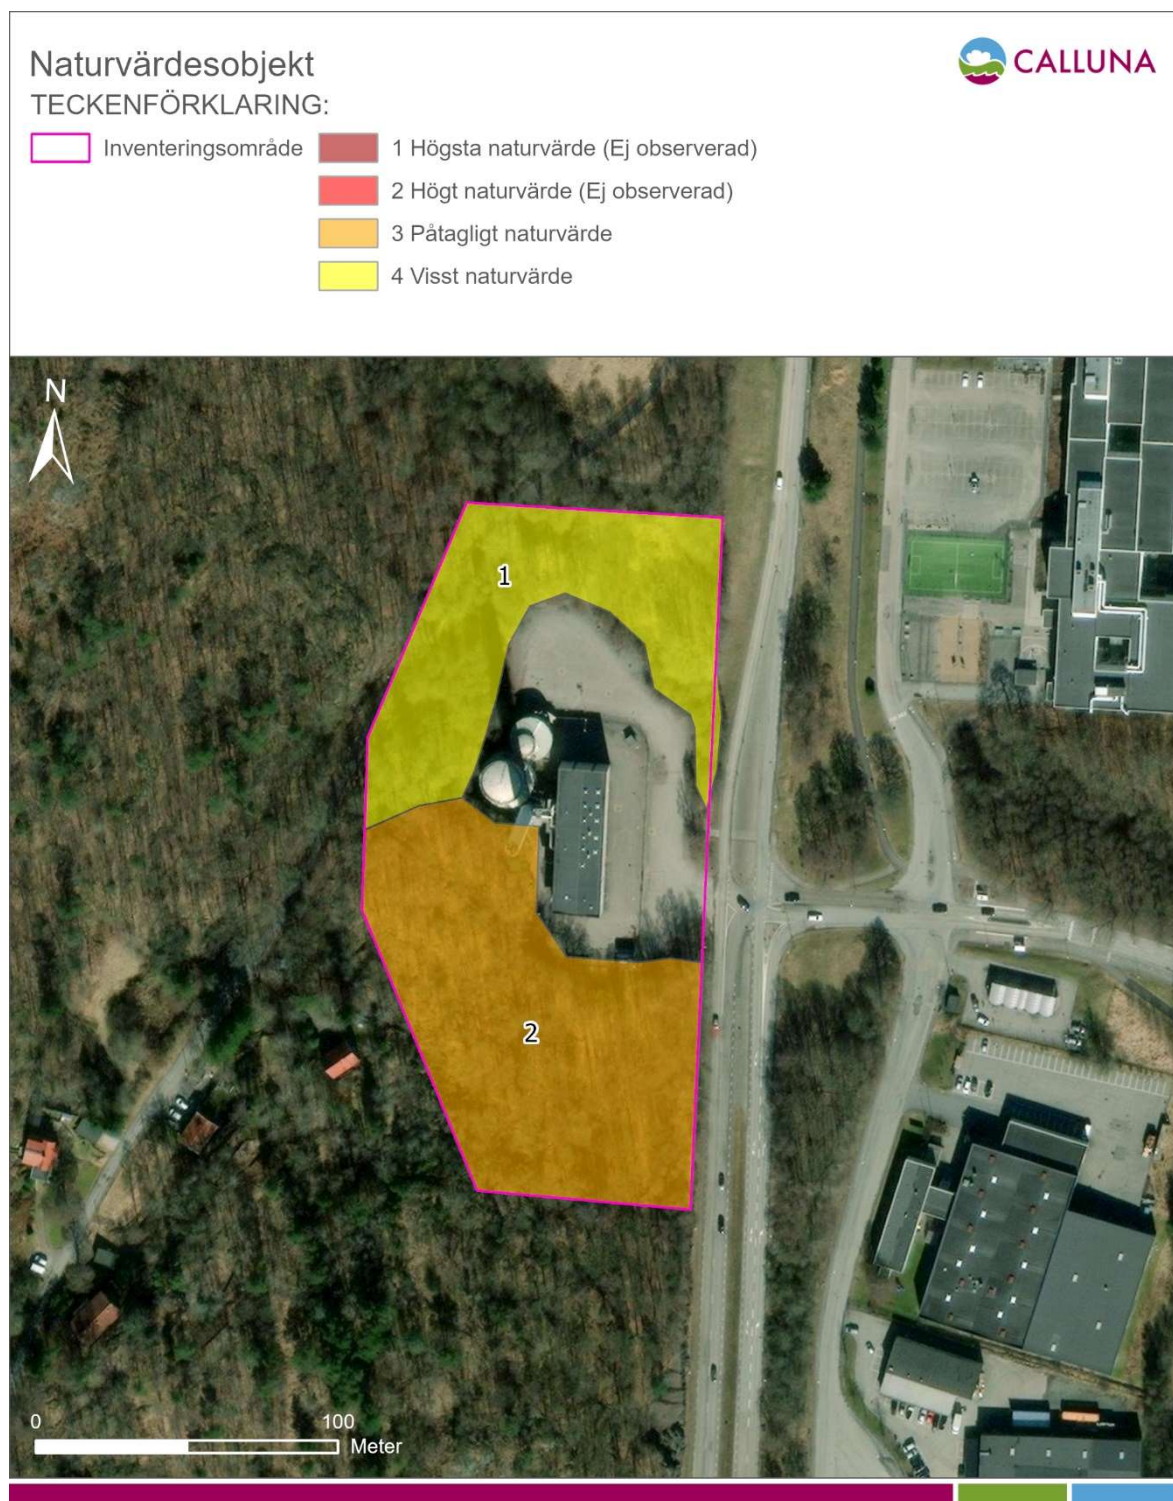 Naturvärdesobjekt
CALLUNA
TECKENFÖRKLARING:
Inventeringsområde
1 Högsta naturvärde (Ej observerad)
2 Högt naturvärde (Ej observerad)
3 Påtagligt naturvärde
4 Visst naturvärde
N
1
2
0 100
Meter